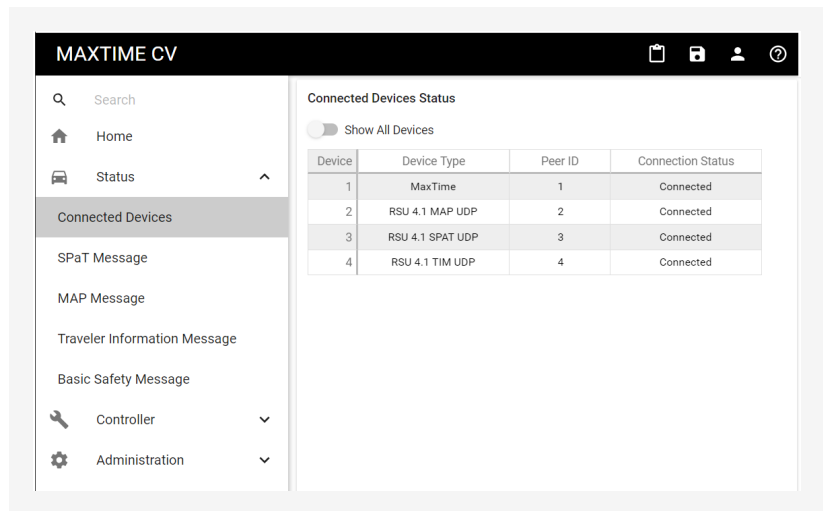 MAXTIME CV
Search
Home
Status
Connected Devices
SPaT Message
MAP Message
Traveler Information Message
Basic Safety Message
Controller
Administration
Connected Devices Status
Show All Devices
Device Device Type Peer ID Connection Status
1 MaxTime 1 Connected
2 RSU 4.1 MAP UDP 2 Connected
3 RSU 4.1 SPAT UDP 3 Connected
4 RSU 4.1 TIM UDP 4 Connected